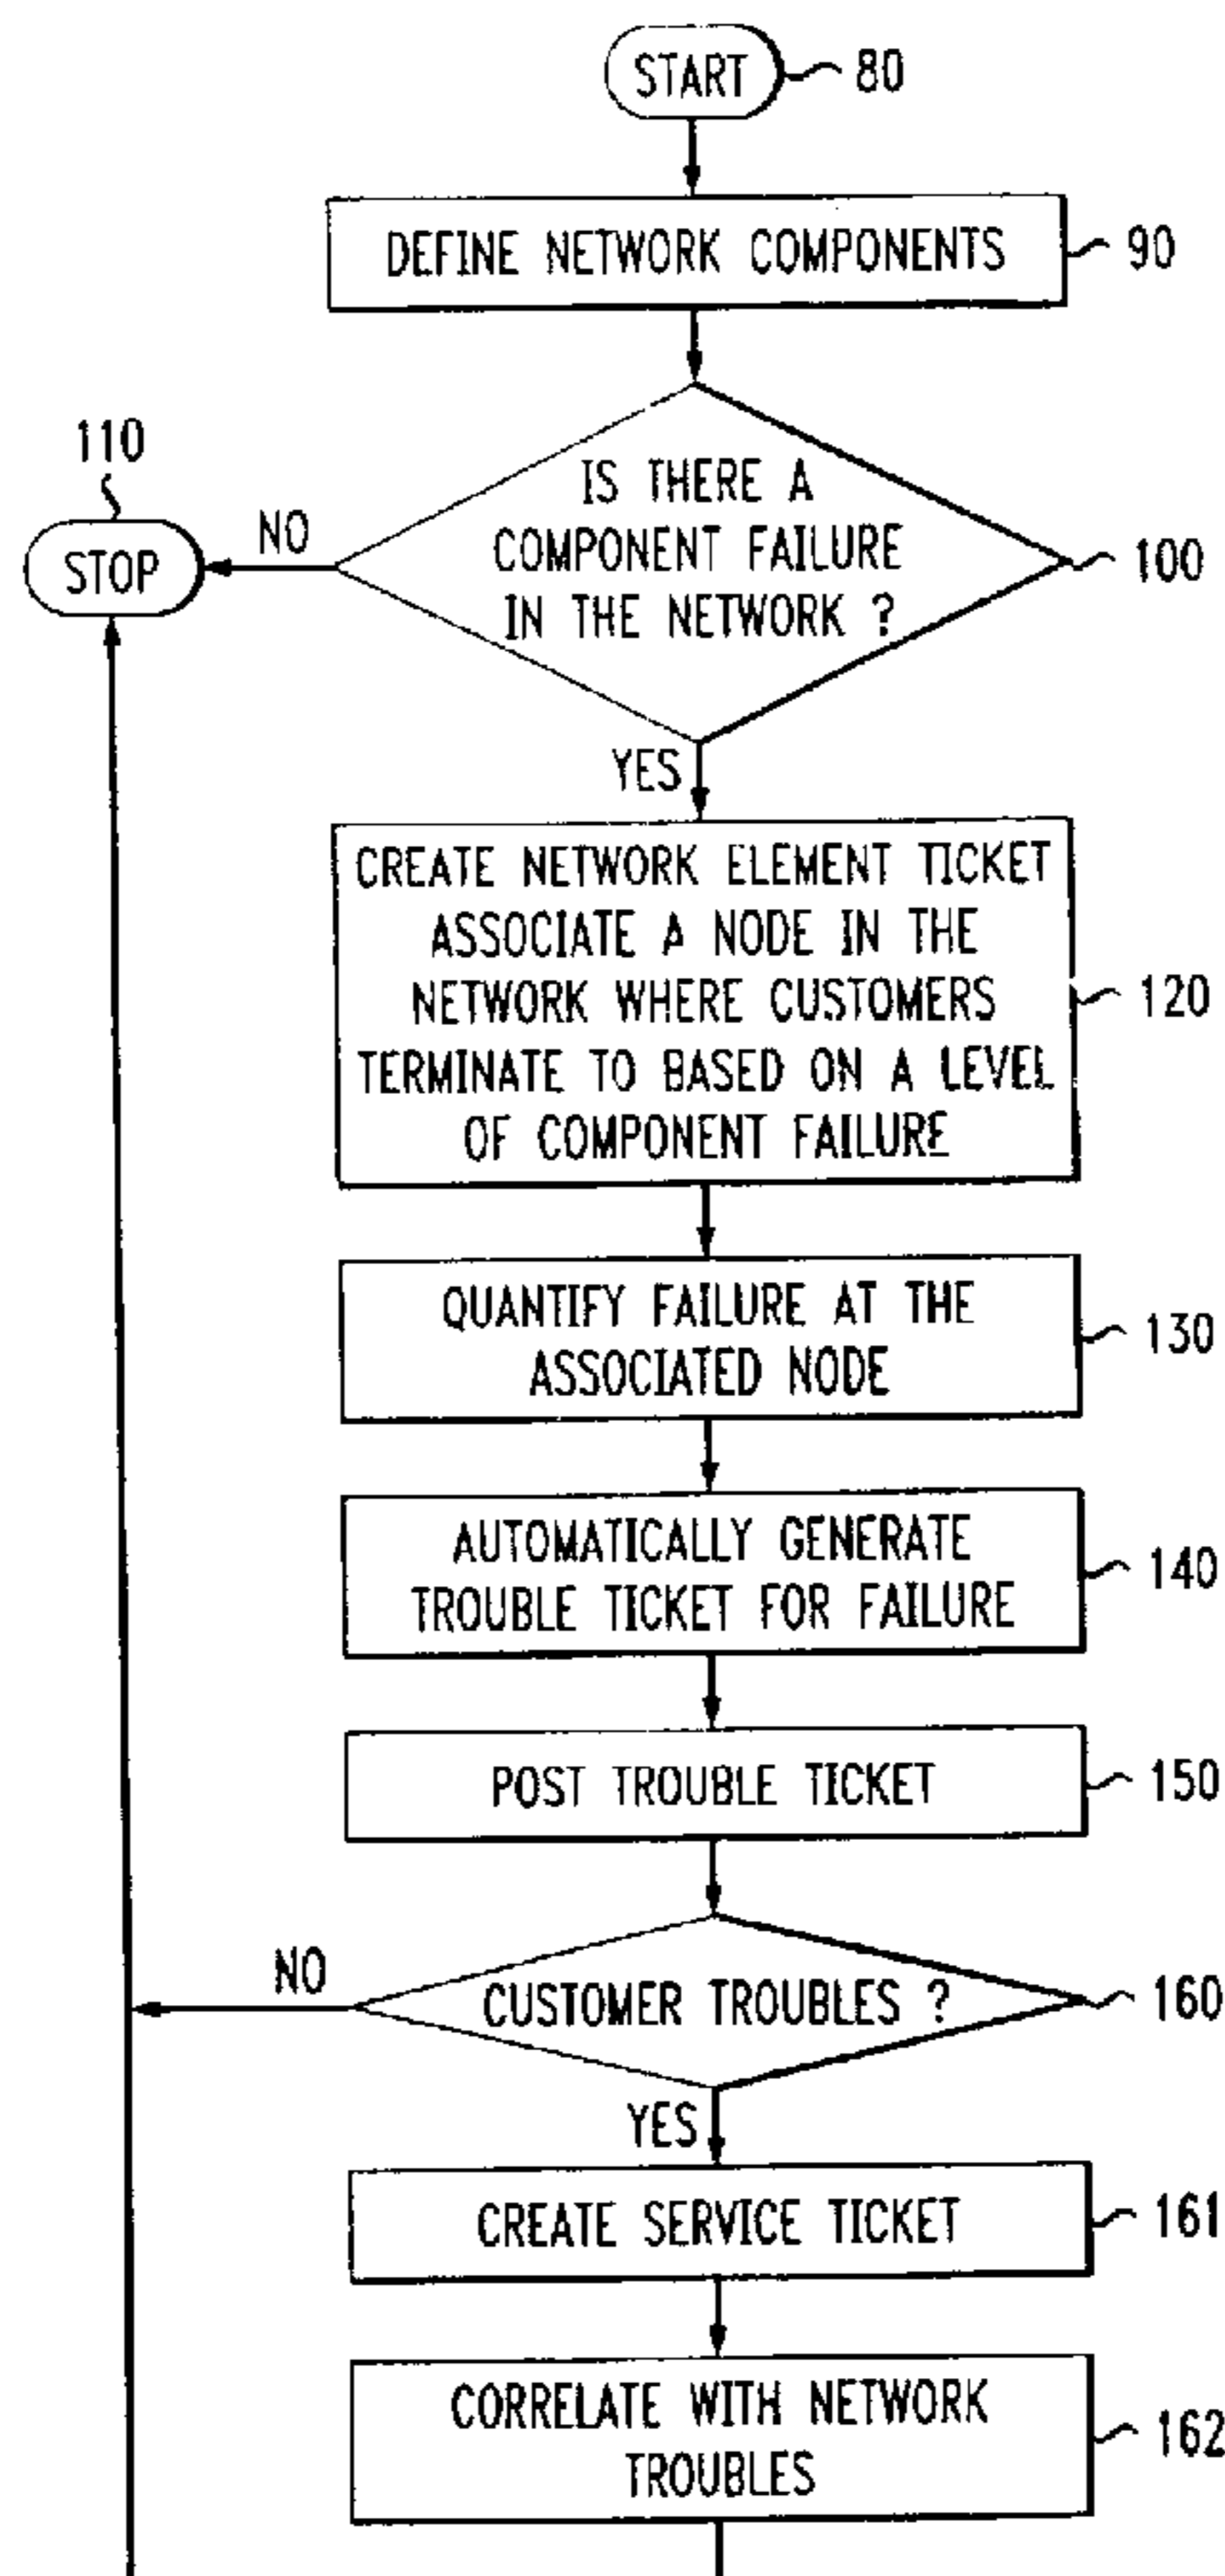 START
80
DEFINE NETWORK COMPONENTS
90
110
STOP
NO
IS THERE A
COMPONENT FAILURE
IN THE NETWORK ?
100
YES
CREATE NETWORK ELEMENT TICKET
ASSOCIATE A NODE IN THE
NETWORK WHERE CUSTOMERS
TERMINATE TO BASED ON A LEVEL
OF COMPONENT FAILURE
120
QUANTIFY FAILURE AT THE
ASSOCIATED NODE
130
AUTOMATICALLY GENERATE
TROUBLE TICKET FOR FAILURE
140
POST TROUBLE TICKET
150
NO
CUSTOMER TROUBLES ?
160
YES
CREATE SERVICE TICKET
161
CORRELATE WITH NETWORK
TROUBLES
162